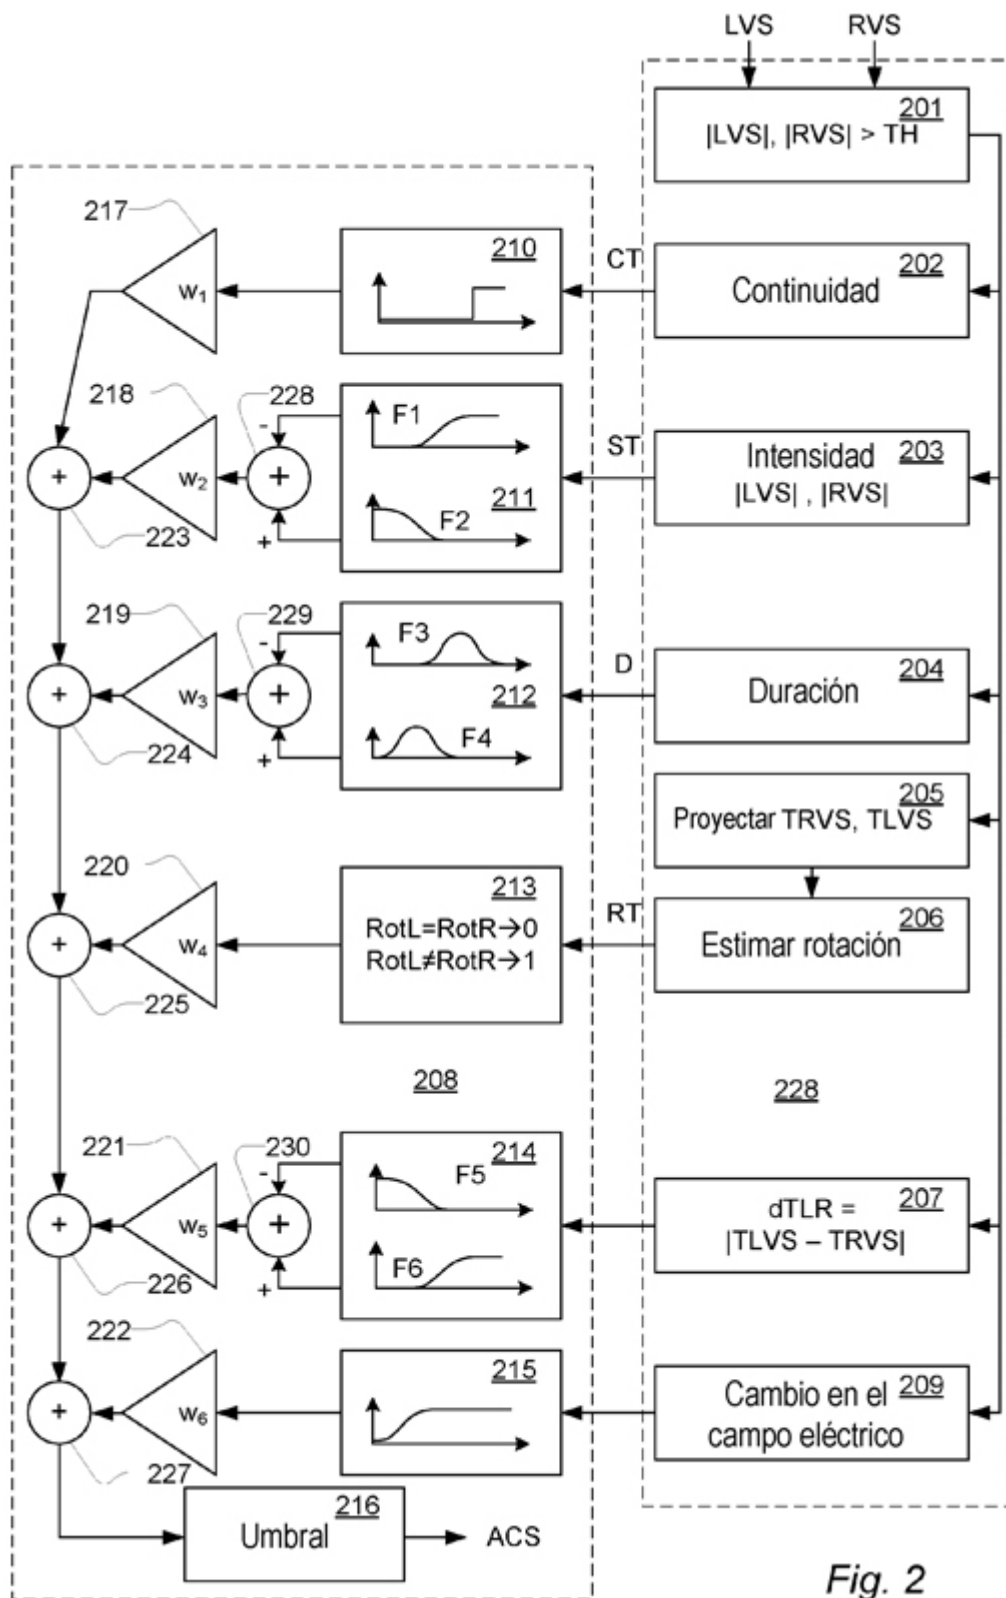 LVS RVS
201
|LVS|, |RVS| > TH
217
w1
210
CT
202
Continuidad
218
w2
223
228
-
+
+
+
F1
211
F2
ST
Intensidad 203
|LVS| , |RVS|
219
w3
224
229
-
+
+
+
F3
212
F4
D
204
Duración
205
Proyectar TRVS, TLVS
220
w4
+
225
213
RotL=RotR→0
RotL≠RotR→1
RT
206
Estimar rotación
208
228
221
w5
226
230
-
+
+
+
214
F5
F6
207
dTLR =
|TLVS – TRVS|
222
w6
+
227
215
209
Cambio en el
campo eléctrico
216
Umbral
ACS
Fig. 2